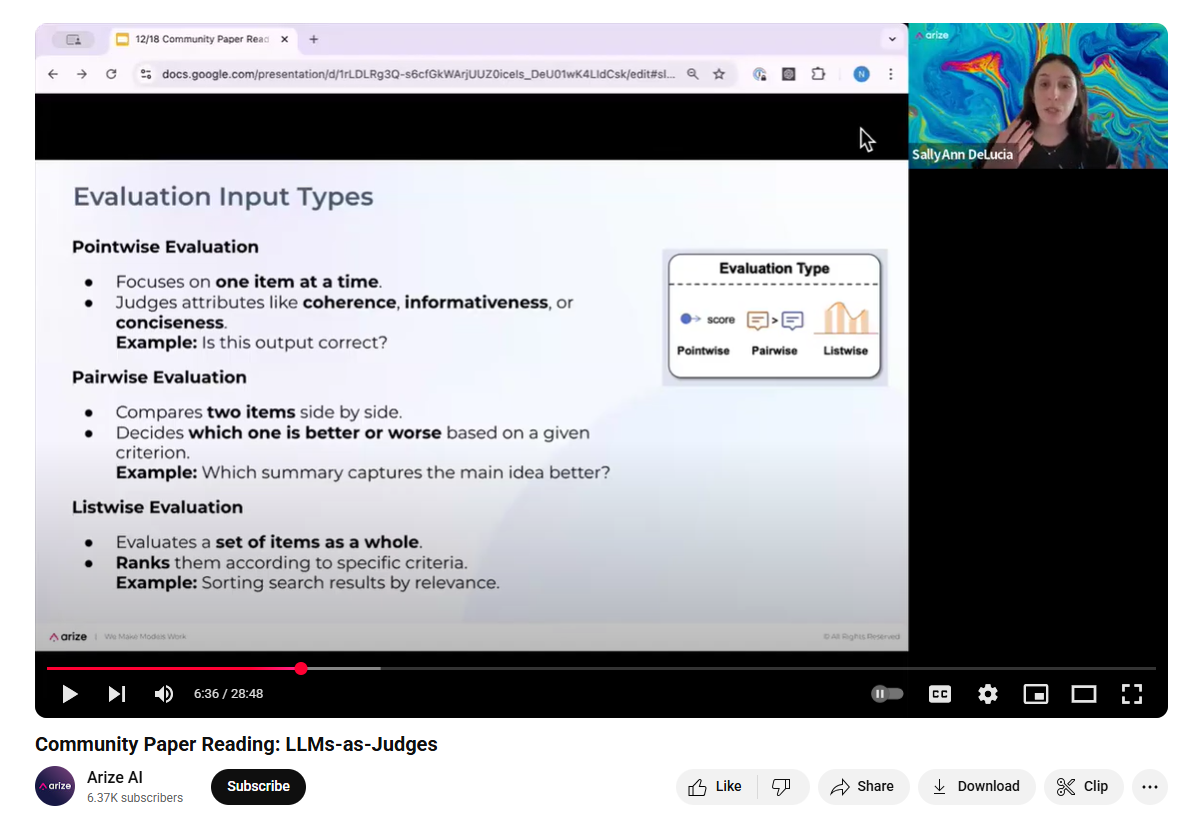 12/18 Community Paper Read
docs.google.com/presentation/d/1rLDLRg3Q-s6cfGkWArjUUZ0iceIs_DeU01wK4LIdCsk/edit#sl...
N
arize
SallyAnn DeLucia
Evaluation Input Types
Pointwise Evaluation
● Focuses on one item at a time.
● Judges attributes like coherence, informativeness, or
conciseness.
Example: Is this output correct?
Pairwise Evaluation
● Compares two items side by side.
● Decides which one is better or worse based on a given
criterion.
Example: Which summary captures the main idea better?
Listwise Evaluation
● Evaluates a set of items as a whole.
● Ranks them according to specific criteria.
Example: Sorting search results by relevance.
Evaluation Type
score
>
Pointwise Pairwise Listwise
arize | We Make Models Work
© All Rights Reserved
6:36 / 28:48
CC
Community Paper Reading: LLMs-as-Judges
arize
Arize AI
6.37K subscribers
Subscribe
Like
Share
Download
Clip
...